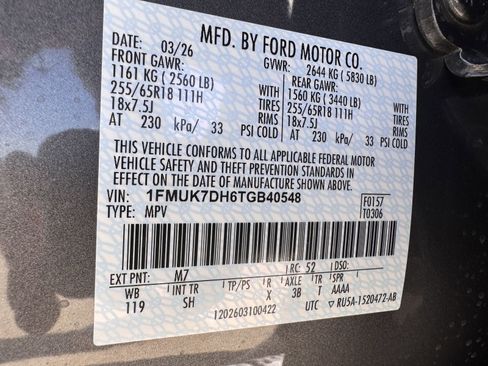 MFD. BY FORD MOTOR CO.
DATE: 03/26 GVWR: 2644 KG (5830 LB)
FRONT GAWR: REAR GAWR:
1161 KG (2560 LB) WITH 1560 KG (3440 LB) WITH
255/65R18 111H TIRES 255/65R18 111H TIRES
18x7.5J RIMS 18x7.5J RIMS
AT 230 kPa/ 33 PSI COLD AT 230 kPa/ 33 PSI COLD
THIS VEHICLE CONFORMS TO ALL APPLICABLE FEDERAL MOTOR
VEHICLE SAFETY AND THEFT PREVENTION STANDARDS IN
EFFECT ON THE DATE OF MANUFACTURE SHOWN ABOVE.
VIN: 1FMUK7DH6TGB40548 F0157
TYPE: MPV T0306
EXT PNT: M7 RC: 52
WB INT TR TP/PS R AXLE TR SPR
119 SH X 3B T AAAA
1202603100422 UTC ▽ RU5A-1520472-AB